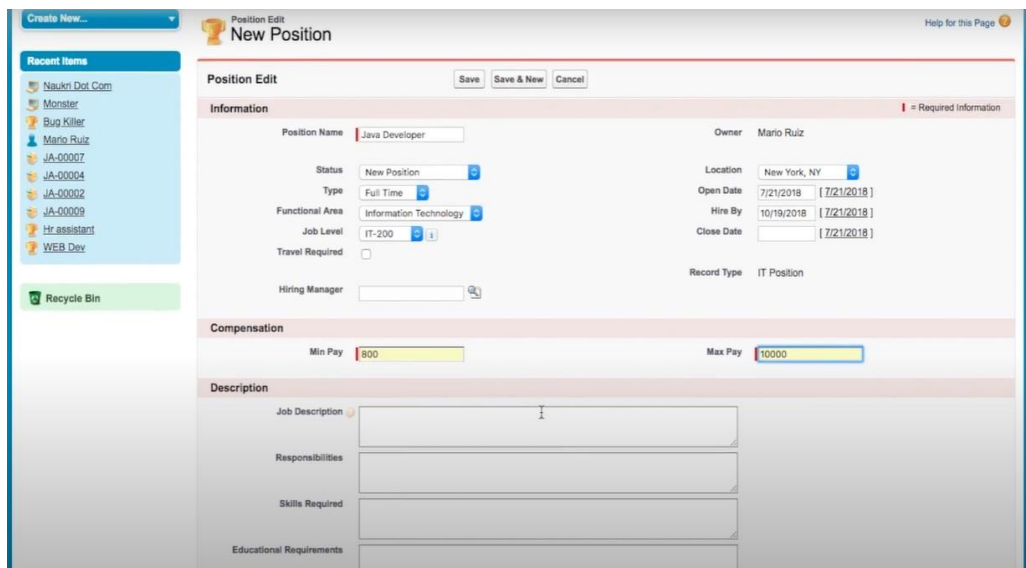 Create New...
Position Edit
New Position
Help for this Page
Recent Items
Naukri Dot Com
Monster
Bug Killer
Mario Ruiz
JA-00007
JA-00004
JA-00002
JA-00009
Hr assistant
WEB Dev
Recycle Bin
Position Edit Save Save & New Cancel
Information = Required Information
Position Name Java Developer Owner Mario Ruiz
Status New Position Location New York, NY
Type Full Time Open Date 7/21/2018 [ 7/21/2018 ]
Functional Area Information Technology Hire By 10/19/2018 [ 7/21/2018 ]
Job Level IT-200 Close Date [ 7/21/2018 ]
Travel Required
Record Type IT Position
Hiring Manager
Compensation
Min Pay 800 Max Pay 10000
Description
Job Description
Responsibilities
Skills Required
Educational Requirements